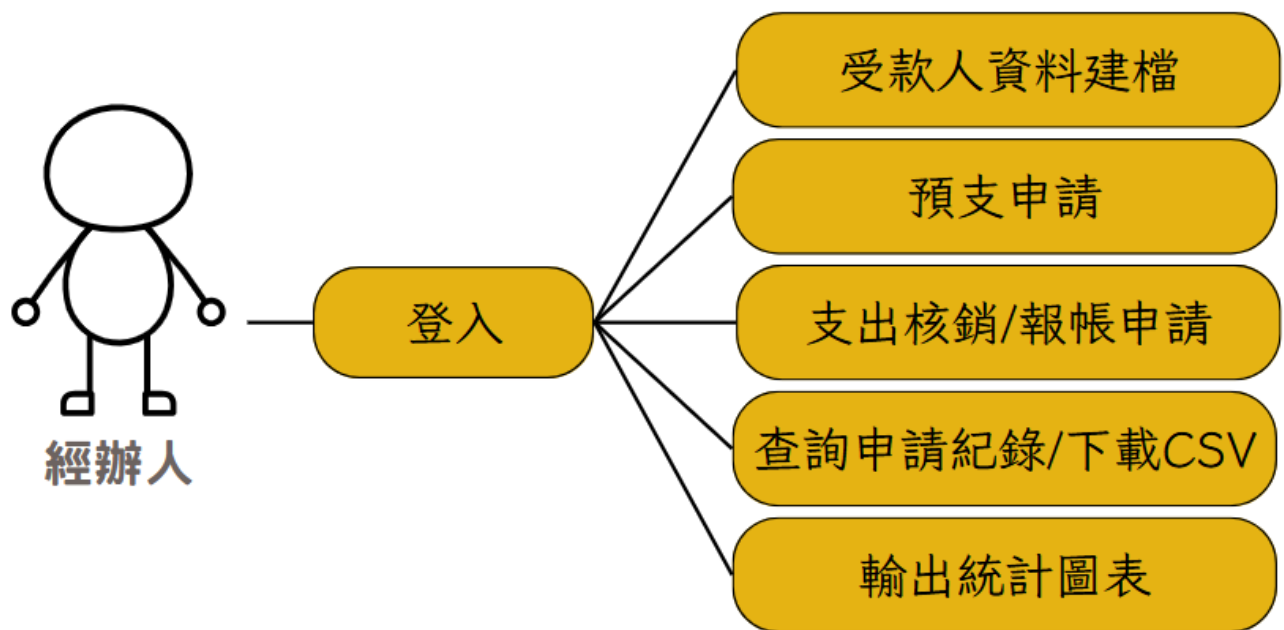 受款人資料建檔
預支申請
登入
支出核銷/報帳申請
經辦人
查詢申請紀錄/下載CSV
輸出統計圖表